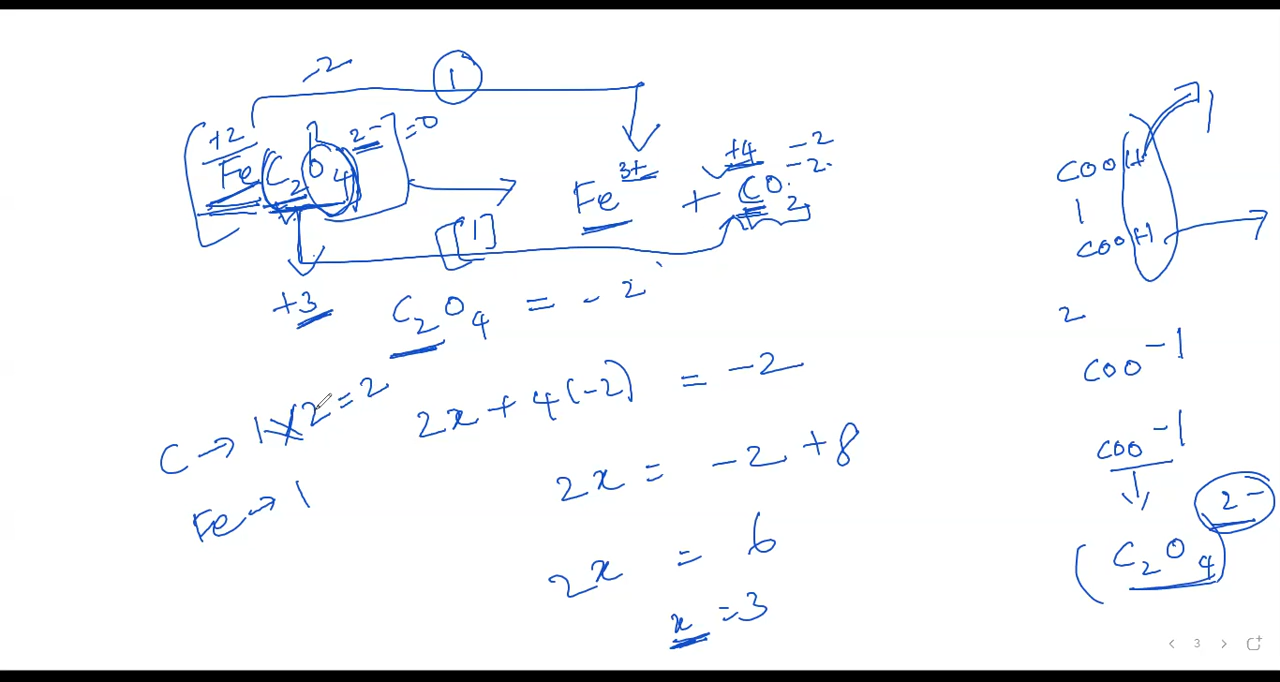 -2 ①
[+2 Fe(C₂O₄)²⁻] = 0 → Fe³⁺ + CO₂
+4 -2
-2
[1]
+3
C₂O₄ = -2
2x + 4(-2) = -2
2x = -2 + 8
2x = 6
x = 3
C → 1×2 = 2
Fe → 1
COOH 1
|
COOH
2
COO⁻¹
COO⁻¹
(C₂O₄)²⁻
3